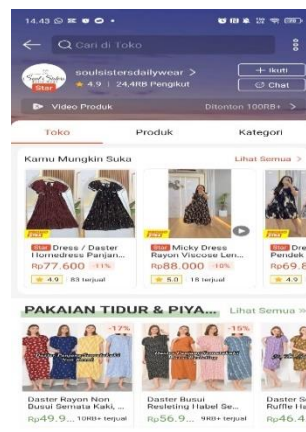 14.43
Cari di Toko
soulsistersdailywear >
Star
4.9 | 24,4RB Pengikut
+ Ikuti
Chat
Video Produk
Ditonton 100RB+ >
Toko
Produk
Kategori
Kamu Mungkin Suka
Lihat Semua >
Star Dress / Daster
Homedress Panjan...
Rp77.600 -11%
4.9 83 terjual
Star Micky Dress
Rayon Viscose Len...
Rp88.000 -10%
5.0 18 terjual
Star Dre
Pendek
Rp69.8
4.9
PAKAIAN TIDUR & PIYA...
Lihat Semua »
-17%
-15%
Daster Rayon Non
Busui Semata Kaki, ...
Rp49.9... 10RB+ terjual
Daster Busui
Resleting Habel Se...
Rp56.9... 9RB+ terjual
Daster S
Ruffle Ha
Rp46.4